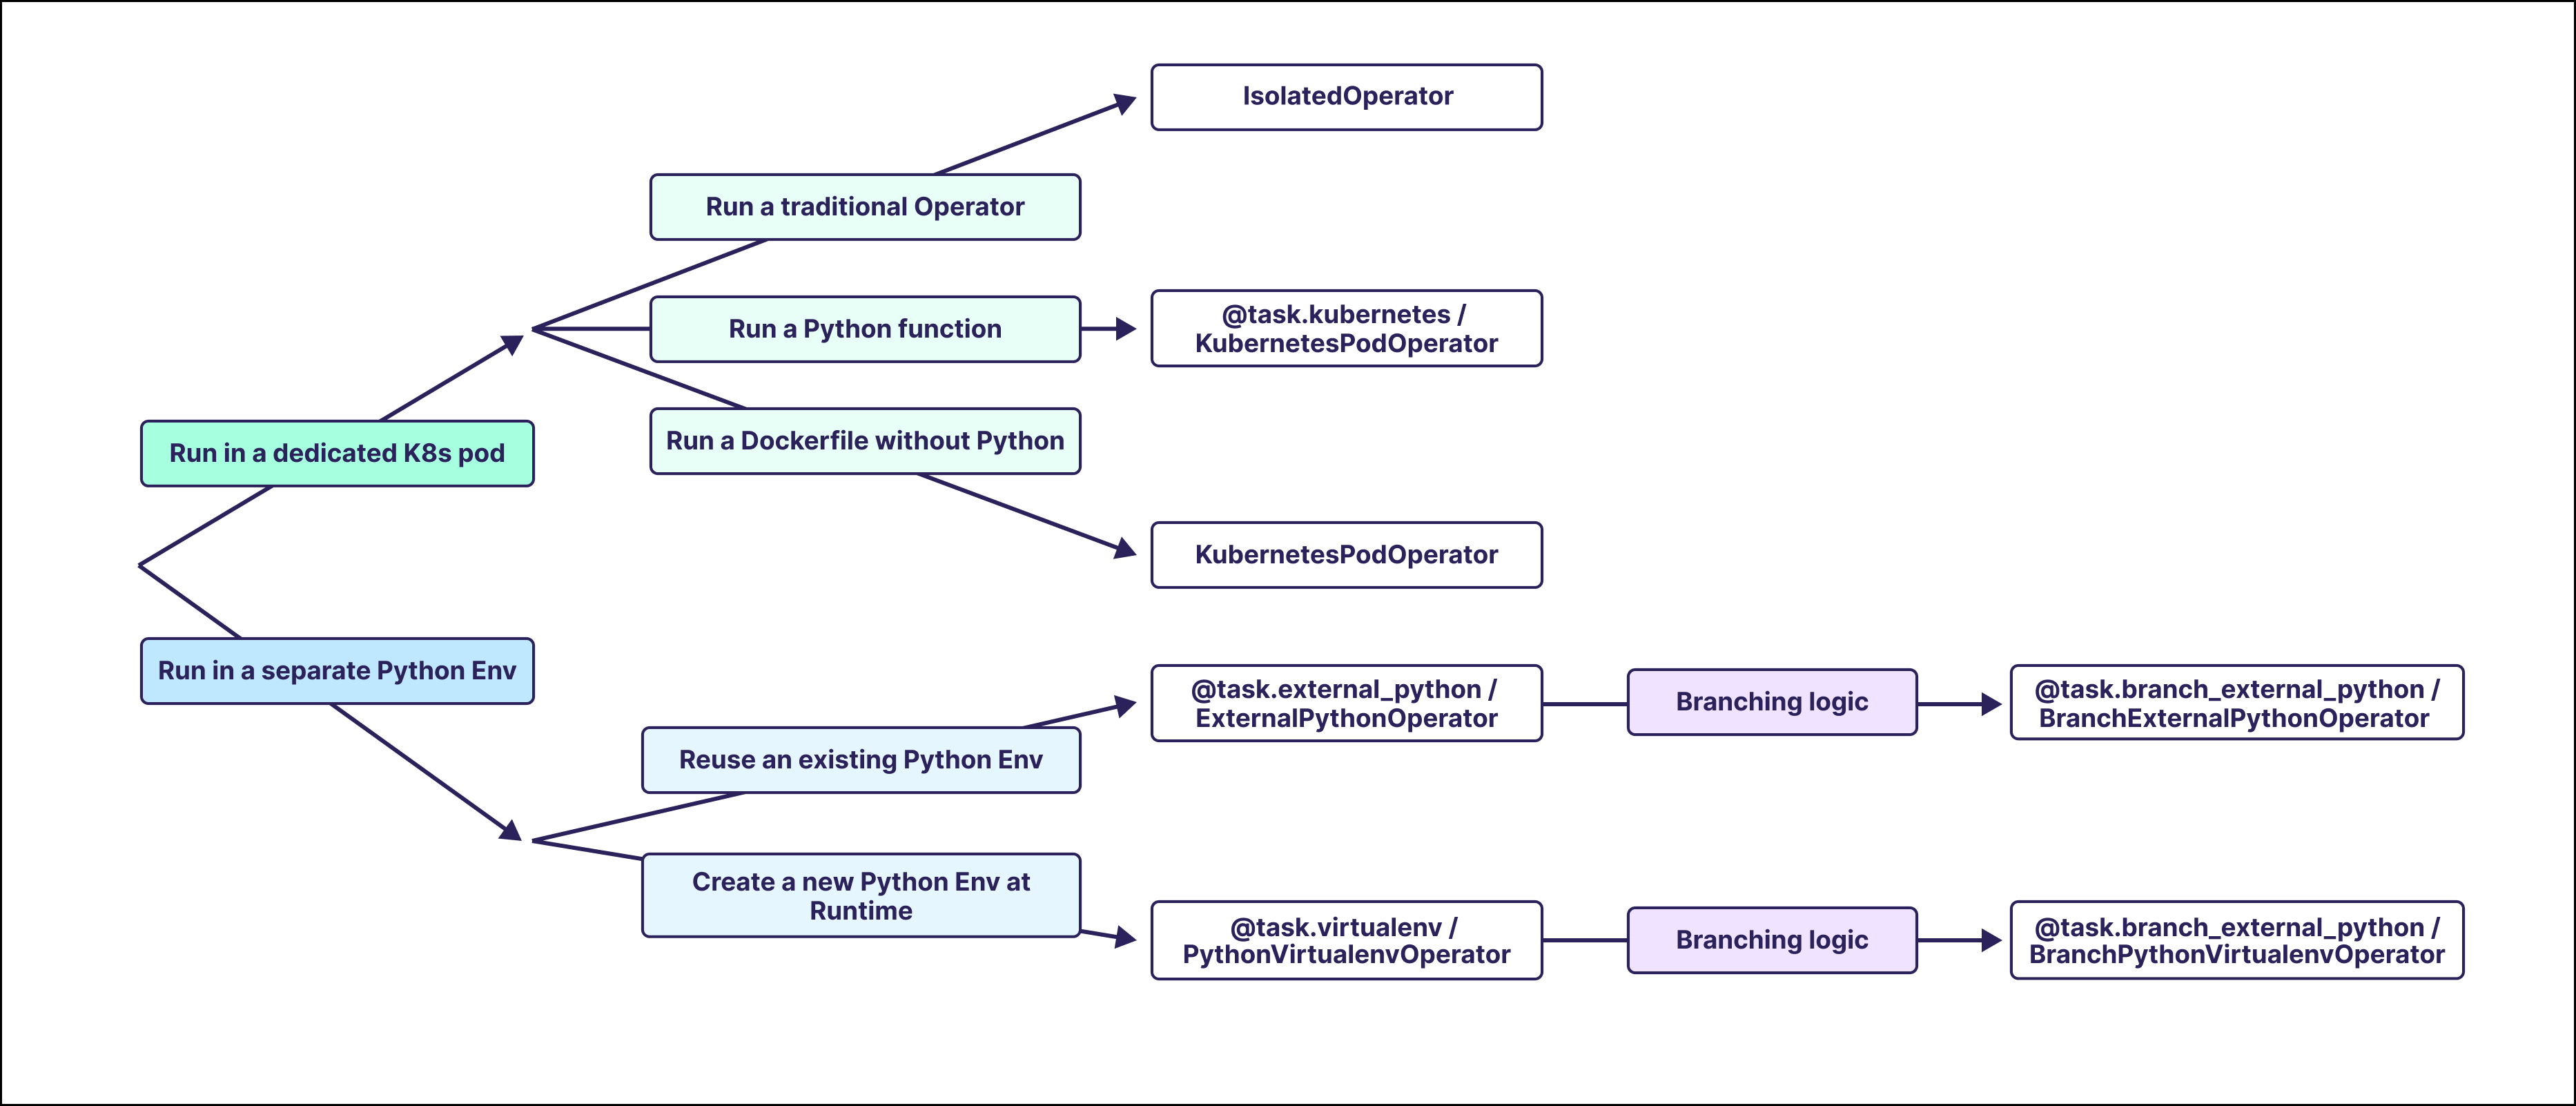 IsolatedOperator
Run a traditional Operator
Run a Python function
@task.kubernetes /
KubernetesPodOperator
Run a Dockerfile without Python
Run in a dedicated K8s pod
KubernetesPodOperator
Run in a separate Python Env
Reuse an existing Python Env
@task.external_python /
ExternalPythonOperator
Branching logic
@task.branch_external_python /
BranchExternalPythonOperator
Create a new Python Env at
Runtime
@task.virtualenv /
PythonVirtualenvOperator
Branching logic
@task.branch_external_python /
BranchPythonVirtualenvOperator